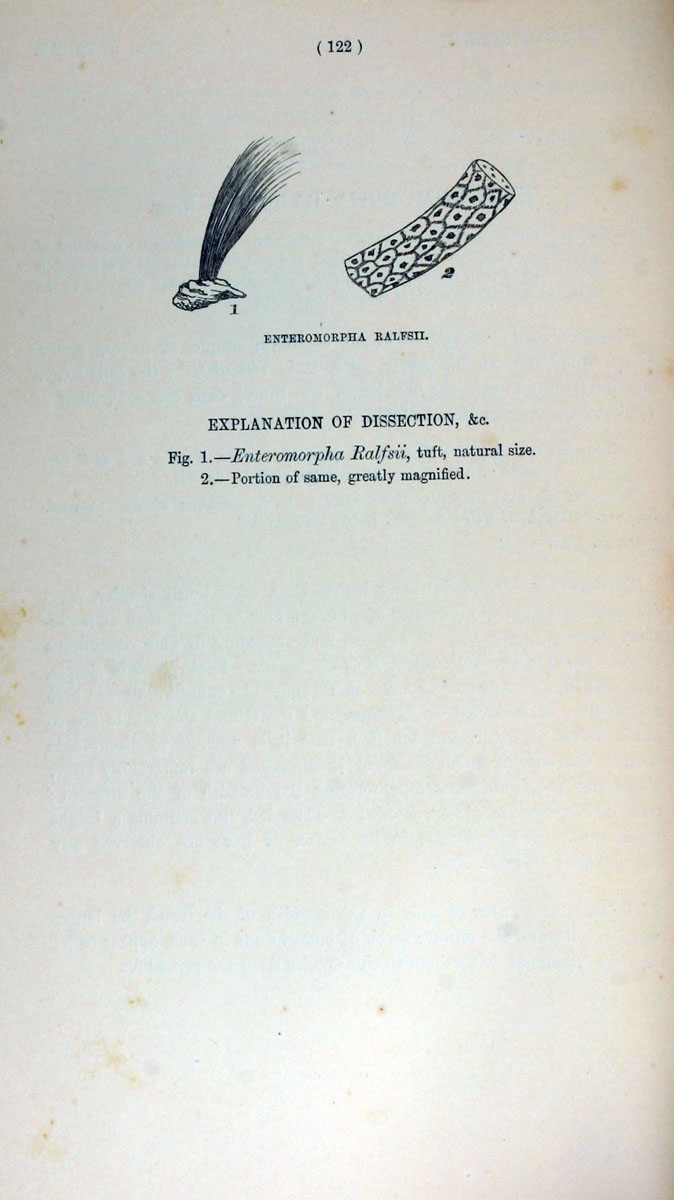 ( 122 )
1
2
ENTEROMORPHA RALFSII.
EXPLANATION OF DISSECTION, &c.
Fig. 1.—Enteromorpha Ralfsii, tuft, natural size.
2.—Portion of same, greatly magnified.